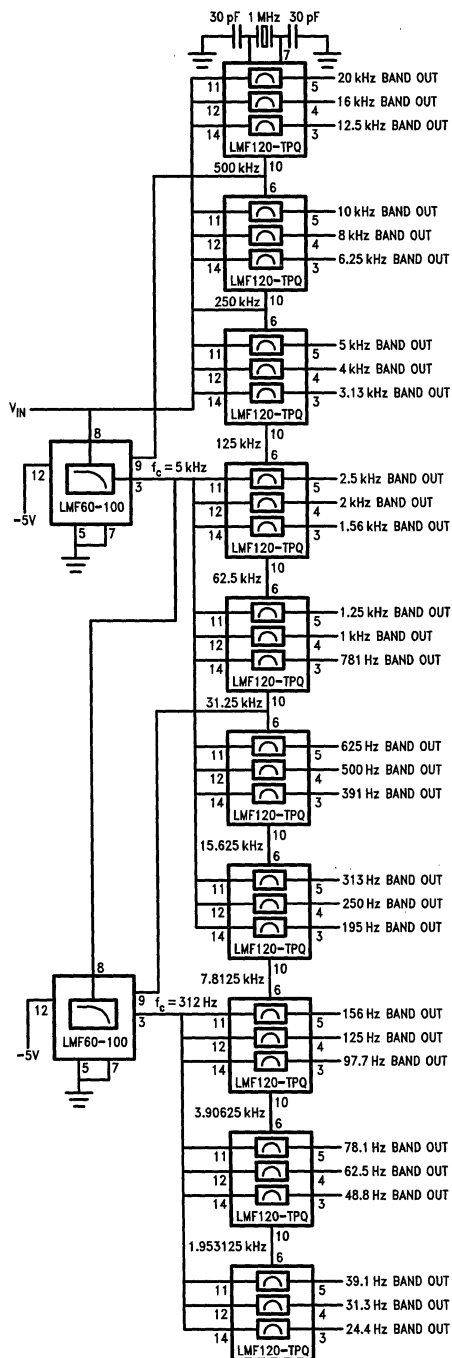 30 pF 1 MHz 30 pF
7
11 5 20 kHz BAND OUT
12 4 16 kHz BAND OUT
14 3 12.5 kHz BAND OUT
LMF120-TPQ
500 kHz 10
6
11 5 10 kHz BAND OUT
12 4 8 kHz BAND OUT
14 3 6.25 kHz BAND OUT
LMF120-TPQ
250 kHz 10
6
11 5 5 kHz BAND OUT
12 4 4 kHz BAND OUT
14 3 3.13 kHz BAND OUT
LMF120-TPQ
VIN
8
125 kHz 10
6
12 9 fc = 5 kHz
3
LMF60-100
-5V
5 7
11 5 2.5 kHz BAND OUT
12 4 2 kHz BAND OUT
14 3 1.56 kHz BAND OUT
LMF120-TPQ
62.5 kHz 10
6
11 5 1.25 kHz BAND OUT
12 4 1 kHz BAND OUT
14 3 781 Hz BAND OUT
LMF120-TPQ
31.25 kHz 10
6
11 5 625 Hz BAND OUT
12 4 500 Hz BAND OUT
14 3 391 Hz BAND OUT
LMF120-TPQ
15.625 kHz 10
6
11 5 313 Hz BAND OUT
12 4 250 Hz BAND OUT
14 3 195 Hz BAND OUT
LMF120-TPQ
8
7.8125 kHz 10
6
12 9 fc = 312 Hz
3
LMF60-100
-5V
5 7
11 5 156 Hz BAND OUT
12 4 125 Hz BAND OUT
14 3 97.7 Hz BAND OUT
LMF120-TPQ
3.90625 kHz 10
6
11 5 78.1 Hz BAND OUT
12 4 62.5 Hz BAND OUT
14 3 48.8 Hz BAND OUT
LMF120-TPQ
1.953125 kHz 10
6
11 5 39.1 Hz BAND OUT
12 4 31.3 Hz BAND OUT
14 3 24.4 Hz BAND OUT
LMF120-TPQ